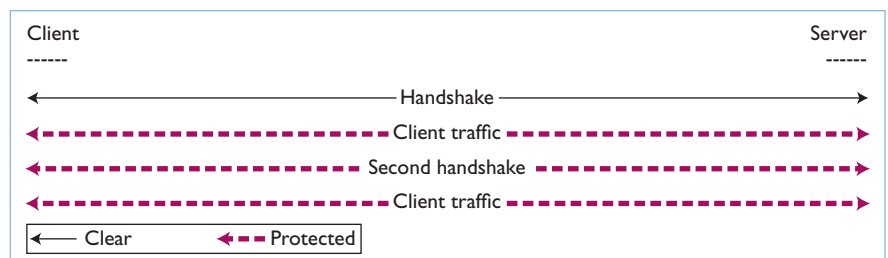 Client Server
------ ------
Handshake
Client traffic
Second handshake
Client traffic
Clear Protected